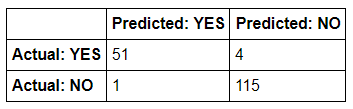 Predicted: YES Predicted: NO
Actual: YES 51 4
Actual: NO 1 115